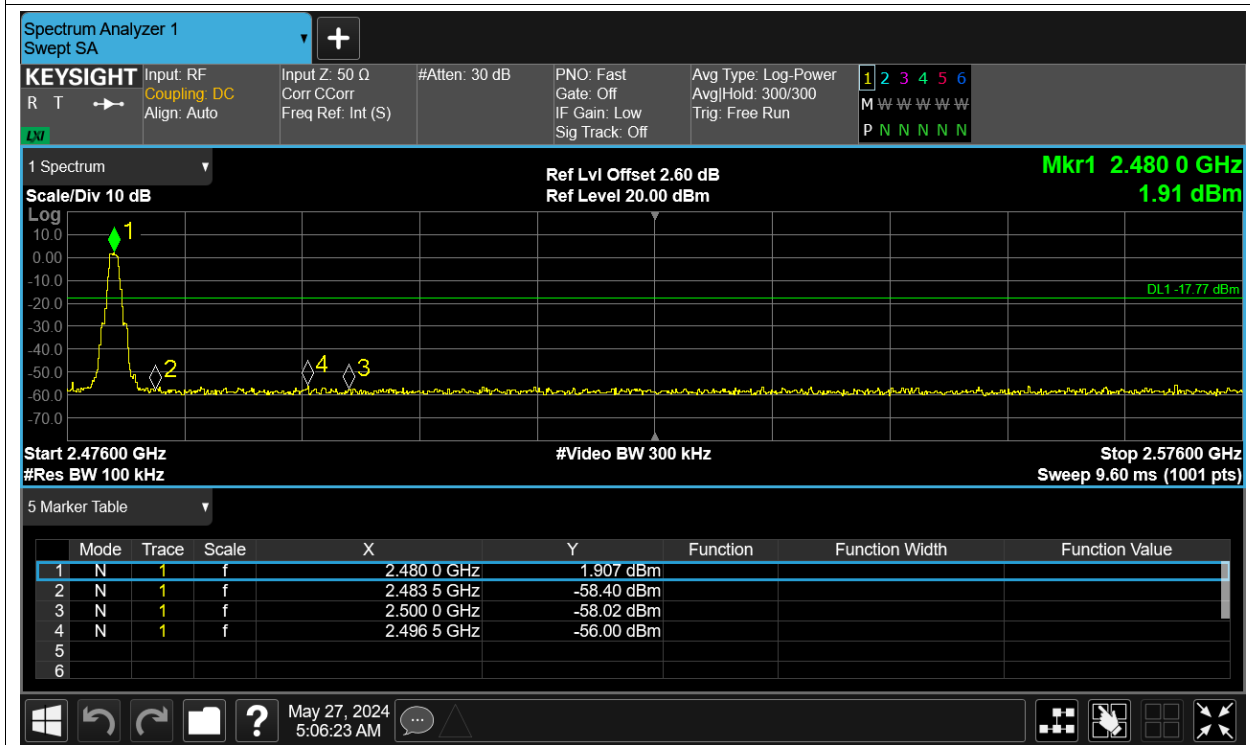 Spectrum Analyzer 1
Swept SA
+
KEYSIGHT Input: RF Input Z: 50 Ω #Atten: 30 dB PNO: Fast Avg Type: Log-Power 1 2 3 4 5 6
R T Coupling: DC Corr CCorr Gate: Off Avg|Hold: 300/300 M W W W W W
Align: Auto Freq Ref: Int (S) IF Gain: Low Trig: Free Run
LXI Sig Track: Off P N N N N N
1 Spectrum Ref Lvl Offset 2.60 dB Mkr1 2.480 0 GHz
Scale/Div 10 dB Ref Level 20.00 dBm 1.91 dBm
Log
10.0 1
0.00
-10.0
DL1 -17.77 dBm
-20.0
-30.0
-40.0
-50.0 2 4 3
-60.0
-70.0
Start 2.47600 GHz #Video BW 300 kHz Stop 2.57600 GHz
#Res BW 100 kHz Sweep 9.60 ms (1001 pts)
5 Marker Table
Mode Trace Scale X Y Function Function Width Function Value
1 N 1 f 2.480 0 GHz 1.907 dBm
2 N 1 f 2.483 5 GHz -58.40 dBm
3 N 1 f 2.500 0 GHz -58.02 dBm
4 N 1 f 2.496 5 GHz -56.00 dBm
5
6
? May 27, 2024
5:06:23 AM